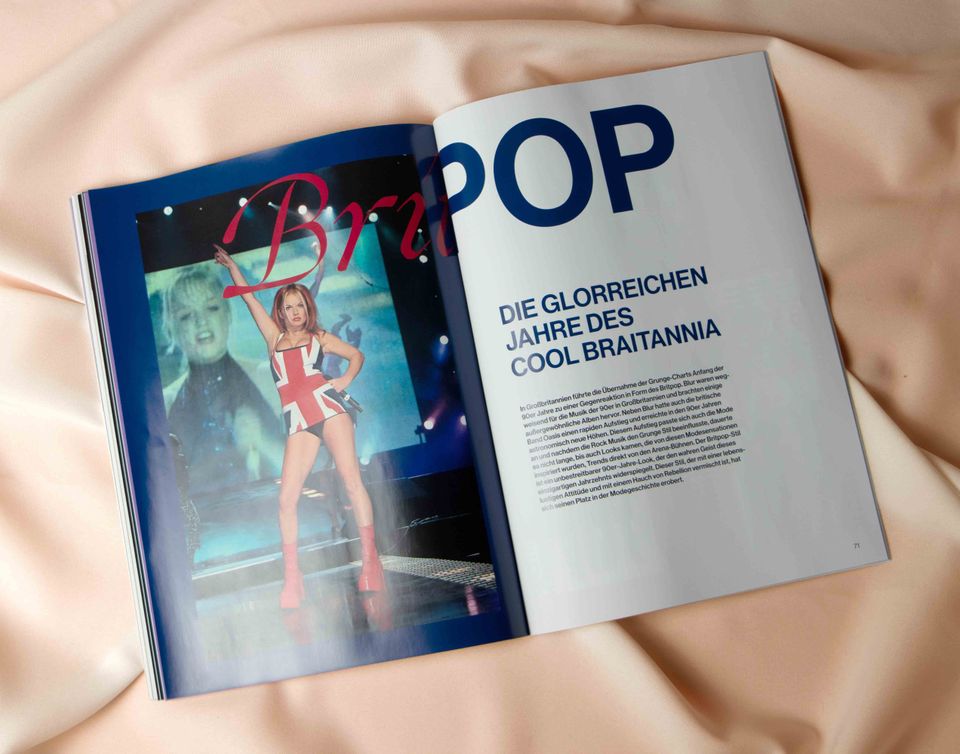 BritPOP
DIE GLORREICHEN
JAHRE DES
COOL BRAITANNIA
In Großbritannien führte die Übernahme der Grunge-Charts Anfang der
90er Jahre zu einer Gegenreaktion in Form des Britpop. Blur waren weg-
weisend für die Musik der 90er in Großbritannien und brachten einige
außergewöhnliche Alben hervor. Neben Blur hatte auch die britische
Band Oasis einen rapiden Aufstieg und erreichte in den 90er Jahren
astronomisch neue Höhen. Diesem Aufstieg passte sich auch die Mode
an und nachdem die Rock Musik den Grunge Stil beeinflusste, dauerte
es nicht lange, bis auch Looks kamen, die von diesen Modesensationen
inspiriert wurden, Trends direkt von den Arena-Bühnen. Der Britpop-Stil
ist ein unbestreitbarer 90er-Jahre-Look, der den wahren Geist dieses
einzigartigen Jahrzehnts widerspiegelt. Dieser Stil, der mit einer lebens-
lustigen Attitüde und mit einem Hauch von Rebellion vermischt ist, hat
sich seinen Platz in der Modegeschichte erobert.
71